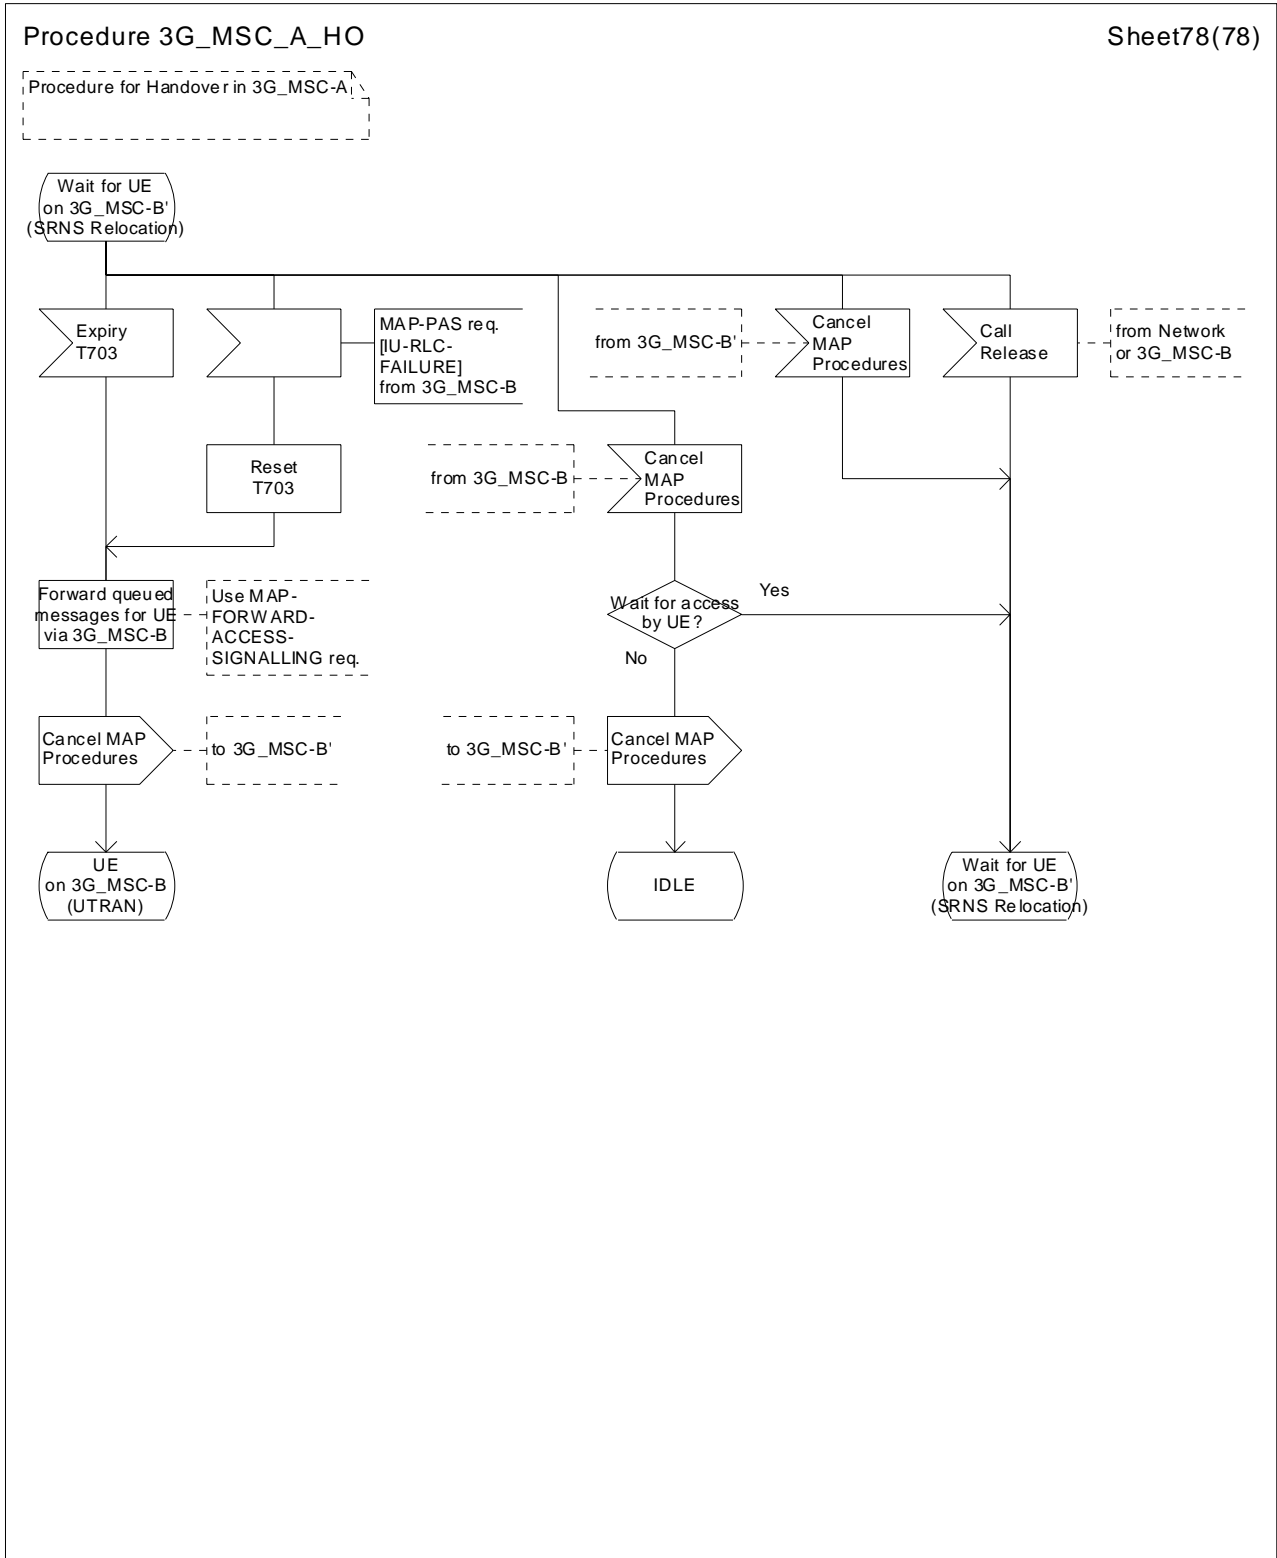 Procedure 3G_MSC_A_HO
Sheet78(78)
Procedure for Handover in 3G_MSC-A
Wait for UE
on 3G_MSC-B'
(SRNS Relocation)
Expiry
T703
MAP-PAS req.
[IU-RLC-
FAILURE]
from 3G_MSC-B
from 3G_MSC-B'
Cancel
MAP
Procedures
Call
Release
from Network
or 3G_MSC-B
Reset
T703
from 3G_MSC-B
Cancel
MAP
Procedures
Forward queued
messages for UE
via 3G_MSC-B
Use MAP-
FORWARD-
ACCESS-
SIGNALLING req.
Wait for access
by UE?
Yes
No
Cancel MAP
Procedures
to 3G_MSC-B'
to 3G_MSC-B'
Cancel MAP
Procedures
UE
on 3G_MSC-B
(UTRAN)
IDLE
Wait for UE
on 3G_MSC-B'
(SRNS Relocation)